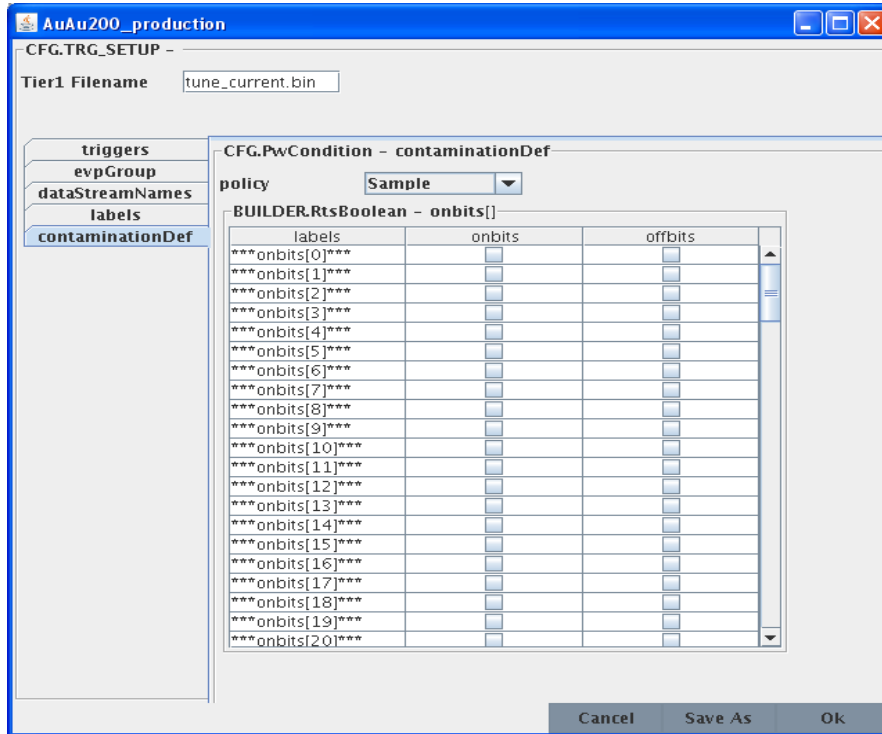 AuAu200_production
CFG.TRG_SETUP –
Tier1 Filename tune_current.bin
triggers
evpGroup
dataStreamNames
labels
contaminationDef
CFG.PwCondition – contaminationDef
policy Sample
BUILDER.RtsBoolean – onbits[]
labels onbits offbits
***onbits[0]***
***onbits[1]***
***onbits[2]***
***onbits[3]***
***onbits[4]***
***onbits[5]***
***onbits[6]***
***onbits[7]***
***onbits[8]***
***onbits[9]***
***onbits[10]***
***onbits[11]***
***onbits[12]***
***onbits[13]***
***onbits[14]***
***onbits[15]***
***onbits[16]***
***onbits[17]***
***onbits[18]***
***onbits[19]***
***onbits[20]***
Cancel Save As Ok